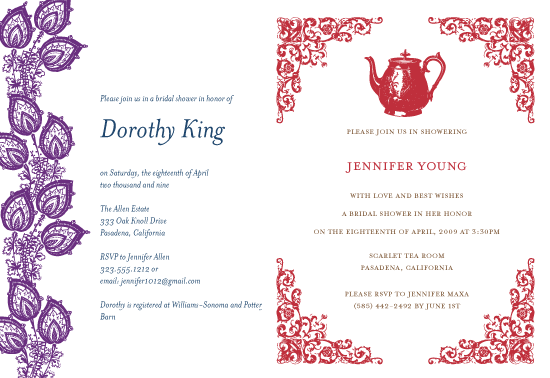 Please join us in a bridal shower in honor of
Dorothy King
on Saturday, the eighteenth of April
two thousand and nine
The Allen Estate
333 Oak Knoll Drive
Pasadena, California
RSVP to Jennifer Allen
323.555.1212 or
email: jennifer1012@gmail.com
Dorothy is registered at Williams-Sonoma and Potter
Barn
PLEASE JOIN US IN SHOWERING
JENNIFER YOUNG
WITH LOVE AND BEST WISHES
A BRIDAL SHOWER IN HER HONOR
ON THE EIGHTEENTH OF APRIL, 2009 AT 3:30PM
SCARLET TEA ROOM
PASADENA, CALIFORNIA
PLEASE RSVP TO JENNIFER MAXA
(585) 442-2492 BY JUNE 1ST